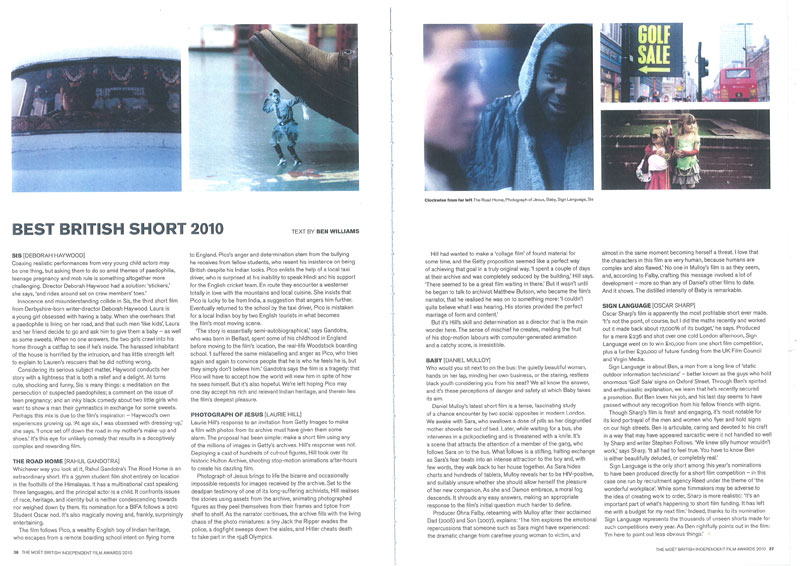 GOLF
SALE
Clockwise from far left The Road Home, Photograph of Jesus, Baby, Sign Language, Sis
BEST BRITISH SHORT 2010
TEXT BY BEN WILLIAMS
SIS [DEBORAH HAYWOOD]
Coaxing realistic performances from very young child actors may
be one thing, but asking them to do so amid themes of paedophilia,
teenage pregnancy and mob rule is something altogether more
challenging. Director Deborah Haywood had a solution: 'stickers,'
she says, 'and rides around set on crew members' toes.'
Innocence and misunderstanding collide in Sis, the third short film
from Derbyshire-born writer-director Deborah Haywood. Laura is
a young girl obsessed with having a baby. When she overhears that
a paedophile is living on her road, and that such men 'like kids', Laura
and her friend decide to go and ask him to give them a baby – as well
as some sweets. When no one answers, the two girls crawl into his
home through a catflap to see if he's inside. The harassed inhabitant
of the house is horrified by the intrusion, and has little strength left
to explain to Lauren's rescuers that he did nothing wrong.
Considering its serious subject matter, Haywood conducts her
story with a lightness that is both a relief and a delight. At turns
rude, shocking and funny, Sis is many things: a meditation on the
persecution of suspected paedophiles; a comment on the issue of
teen pregnancy; and an inky black comedy about two little girls who
want to show a man their gymnastics in exchange for some sweets.
Perhaps this mix is due to the film's inspiration – Haywood's own
experiences growing up. 'At age six, I was obsessed with dressing up,'
she says, 'I once set off down the road in my mother's make-up and
shoes.' It's this eye for unlikely comedy that results in a deceptively
complex and rewarding film.
THE ROAD HOME [RAHUL GANDOTRA]
Whichever way you look at it, Rahul Gandotra's The Road Home is an
extraordinary short. It's a 35mm student film shot entirely on location
in the foothills of the Himalayas. It has a multinational cast speaking
three languages, and the principal actor is a child. It confronts issues
of race, heritage, and identity but is neither condescending towards
nor weighed down by them. Its nomination for a BIFA follows a 2010
Student Oscar nod. It's also magically moving and, frankly, surprisingly
entertaining.
The film follows Pico, a wealthy English boy of Indian heritage,
who escapes from a remote boarding school intent on flying home
to England. Pico's anger and determination stem from the bullying
he receives from fellow students, who resent his insistence on being
British despite his Indian looks. Pico enlists the help of a local taxi
driver, who is surprised at his inability to speak Hindi and his support
for the English cricket team. En route they encounter a westerner
totally in love with the mountains and local cuisine. She insists that
Pico is lucky to be from India, a suggestion that angers him further.
Eventually returned to the school by the taxi driver, Pico is mistaken
for a local Indian boy by two English tourists in what becomes
the film's most moving scene.
'The story is essentially semi-autobiographical,' says Gandotra,
who was born in Belfast, spent some of his childhood in England
before moving to the film's location, the real-life Woodstock boarding
school. 'I suffered the same mislabelling and anger as Pico, who tries
again and again to convince people that he is who he feels he is, but
they simply don't believe him.' Gandotra says the film is a tragedy: that
Pico will have to accept how the world will view him in spite of how
he sees himself. But it's also hopeful. We're left hoping Pico may
one day accept his rich and relevant Indian heritage, and therein lies
the film's deepest pleasure.
PHOTOGRAPH OF JESUS [LAURIE HILL]
Laurie Hill's response to an invitation from Getty Images to make
a film with photos from its archive must have given them some
alarm. The proposal had been simple: make a short film using any
of the millions of images in Getty's archives. Hill's response was not.
Deploying a cast of hundreds of cut-out figures, Hill took over its
historic Hulton Archive, shooting stop-motion animations after-hours
to create his dazzling film.
Photograph of Jesus brings to life the bizarre and occasionally
impossible requests for images received by the archive. Set to the
deadpan testimony of one of its long-suffering archivists, Hill realises
the stories using assets from the archive, animating photographed
figures as they peel themselves from their frames and tiptoe from
shelf to shelf. As the narrator continues, the archive fills with the living
chaos of the photo miniatures: a tiny Jack the Ripper evades the
police, a dogfight sweeps down the aisles, and Hitler cheats death
to take part in the 1948 Olympics.
Hill had wanted to make a 'collage film' of found material for
some time, and the Getty proposition seemed like a perfect way
of achieving that goal in a truly original way. 'I spent a couple of days
at their archive and was completely seduced by the building,' Hill says.
'There seemed to be a great film waiting in there.' But it wasn't until
he began to talk to archivist Matthew Butson, who became the film's
narrator, that he realised he was on to something more: 'I couldn't
quite believe what I was hearing. His stories provided the perfect
marriage of form and content.'
But it's Hill's skill and determination as a director that is the main
wonder here. The sense of mischief he creates, melding the fruit
of his stop-motion labours with computer-generated animation
and a catchy score, is irresistible.
BABY [DANIEL MULLOY]
Who would you sit next to on the bus: the quietly beautiful woman,
hands on her lap, minding her own business, or the staring, restless
black youth considering you from his seat? We all know the answer,
and it's these perceptions of danger and safety at which Baby takes
its aim.
Daniel Mulloy's latest short film is a tense, fascinating study
of a chance encounter by two social opposites in modern London.
We awake with Sara, who swallows a dose of pills as her disgruntled
mother shovels her out of bed. Later, while waiting for a bus, she
intervenes in a pickpocketing and is threatened with a knife. It's
a scene that attracts the attention of a member of the gang, who
follows Sara on to the bus. What follows is a stifling, halting exchange
as Sara's fear beats into an intense attraction to the boy and, with
few words, they walk back to her house together. As Sara hides
charts and hundreds of tablets, Mulloy reveals her to be HIV-positive,
and suitably unsure whether she should allow herself the pleasure
of her new companion. As she and Damon embrace, a moral fog
descends. It shrouds any easy answers, making an appropriate
response to the film's initial question much harder to define.
Producer Ohna Falby, reteaming with Mulloy after their acclaimed
Dad (2006) and Son (2007), explains: 'The film explores the emotional
repercussions that someone such as Sara might have experienced:
the dramatic change from carefree young woman to victim, and
almost in the same moment becoming herself a threat. I love that
the characters in this film are very human, because humans are
complex and also flawed.' No one in Mulloy's film is as they seem,
and, according to Falby, crafting this message involved a lot of
development – more so than any of Daniel's other films to date.
And it shows. The distilled intensity of Baby is remarkable.
SIGN LANGUAGE [OSCAR SHARP]
Oscar Sharp's film is apparently the most profitable short ever made.
'It's not the point, of course, but I did the maths recently and worked
out it made back about 17,000% of its budget,' he says. Produced
for a mere £226 and shot over one cold London afternoon, Sign
Language went on to win £10,000 from one short film competition,
plus a further £30,000 of future funding from the UK Film Council
and Virgin Media.
Sign Language is about Ben, a man from a long line of 'static
outdoor information technicians' – better known as the guys who hold
enormous 'Golf Sale' signs on Oxford Street. Through Ben's spirited
and enthusiastic explanation, we learn that he's recently secured
a promotion. But Ben loves his job, and his last day seems to have
passed without any recognition from his fellow friends with signs.
Though Sharp's film is fresh and engaging, it's most notable for
its kind portrayal of the men and women who flyer and hold signs
on our high streets. Ben is articulate, caring and devoted to his craft
in a way that may have appeared sarcastic were it not handled so well
by Sharp and writer Stephen Follows. 'We knew silly humour wouldn't
work,' says Sharp. 'It all had to feel true. You have to know Ben
is either beautifully deluded, or completely real.'
Sign Language is the only short among this year's nominations
to have been produced directly for a short film competition – in this
case one run by recruitment agency Reed under the theme of 'the
wonderful workplace'. While some filmmakers may be adverse to
the idea of creating work to order, Sharp is more realistic: 'It's an
important part of what's happening to short film funding. It has left
me with a budget for my next film.' Indeed, thanks to its nomination
Sign Language represents the thousands of unseen shorts made for
such competitions every year. As Ben rightly points out in the film:
'I'm here to point out less obvious things.'
36 THE MOËT BRITISH INDEPENDENT FILM AWARDS 2010
THE MOËT BRITISH INDEPENDENT FILM AWARDS 2010 37